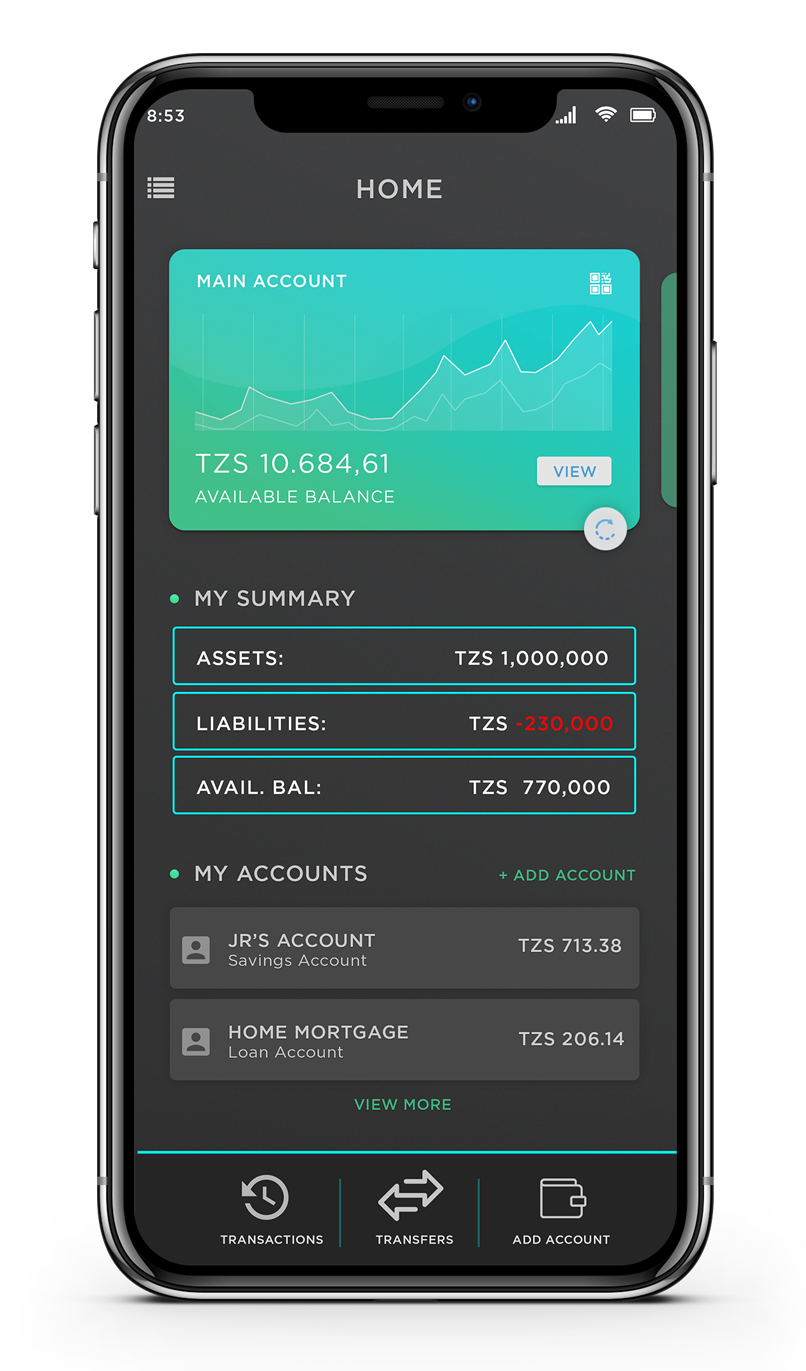 8:53
HOME
MAIN ACCOUNT
TZS 10.684,61
VIEW
AVAILABLE BALANCE
MY SUMMARY
ASSETS: TZS 1,000,000
LIABILITIES: TZS -230,000
AVAIL. BAL: TZS 770,000
MY ACCOUNTS + ADD ACCOUNT
JR'S ACCOUNT TZS 713.38
Savings Account
HOME MORTGAGE TZS 206.14
Loan Account
VIEW MORE
TRANSACTIONS TRANSFERS ADD ACCOUNT